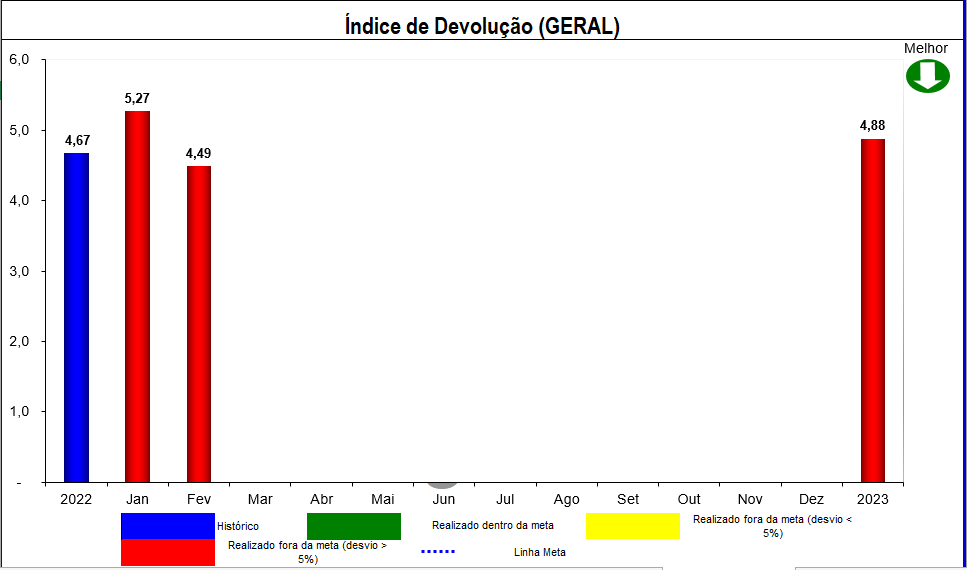 Índice de Devolução (GERAL)
Melhor
6,0
5,0
4,0
3,0
2,0
1,0
-
4,67
5,27
4,49
4,88
2022 Jan Fev Mar Abr Mai Jun Jul Ago Set Out Nov Dez 2023
Histórico
Realizado dentro da meta
Realizado fora da meta (desvio <
5%)
Realizado fora da meta (desvio >
5%)
Linha Meta